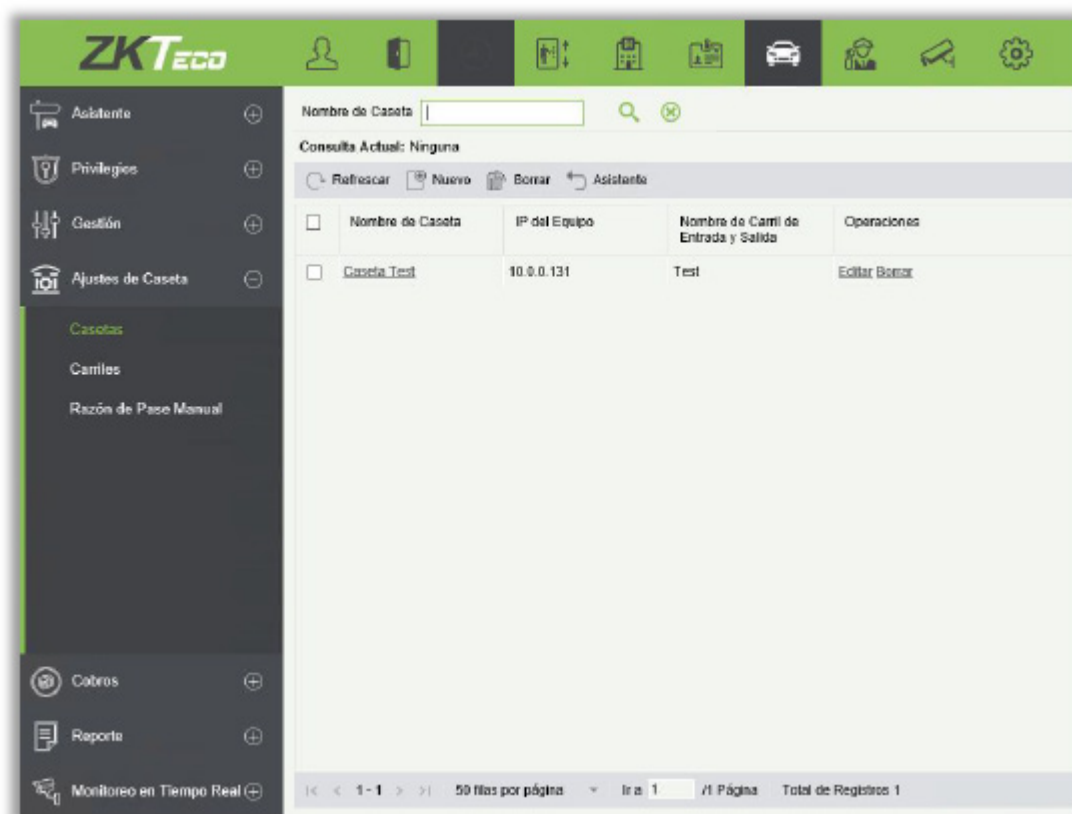 ZKTECO
Asistente
Privilegios
Gestión
Ajustes de Caseta
Casetas
Carriles
Razón de Pase Manual
Cobros
Reporte
Monitoreo en Tiempo Real
Nombre de Caseta
Consulta Actual: Ninguna
Refrescar Nuevo Borrar Asistente
Nombre de Caseta IP del Equipo Nombre de Carril de Entrada y Salida Operaciones
Caseta Test 10.0.0.131 Test Editar Borrar
1-1 50 filas por página Ir a 1 /1 Página Total de Registros 1